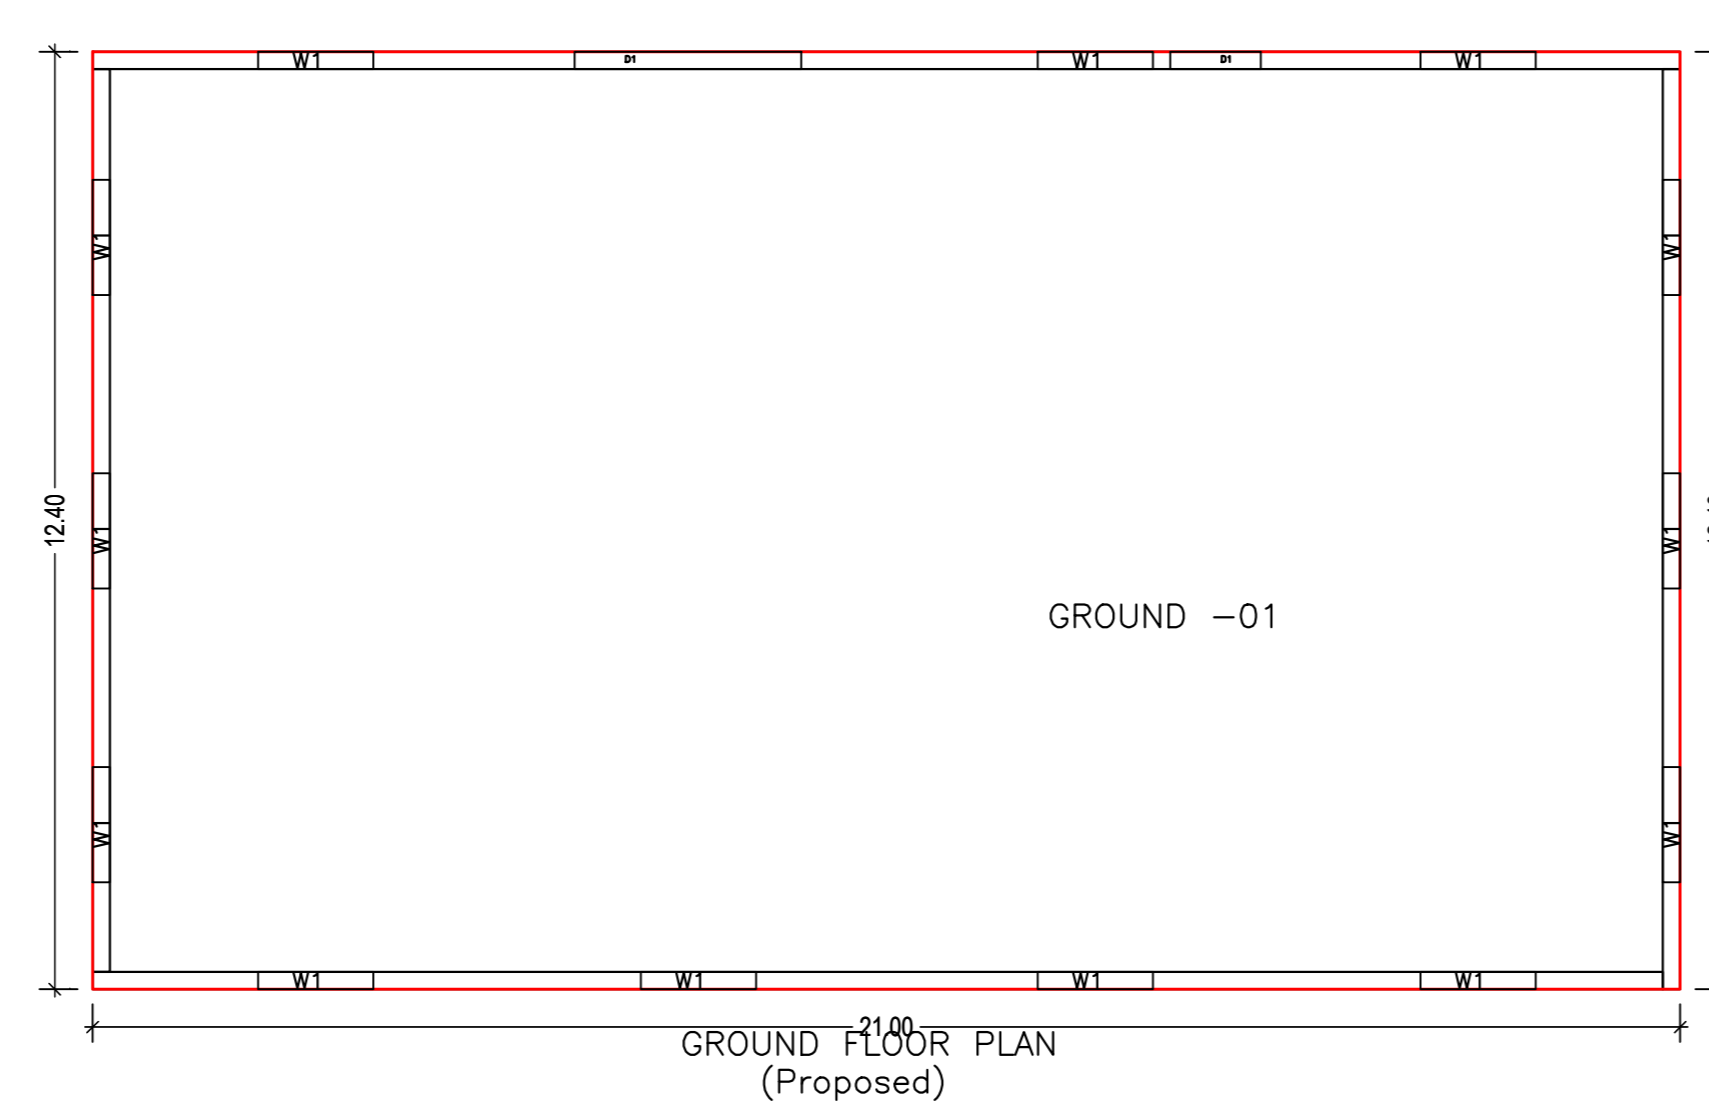 W1 D1 W1 D1 W1
W1 W1
12.40
W1 W1
GROUND -01
W1 W1
W1 W1 W1 W1
21.00
GROUND FLOOR PLAN
(Proposed)